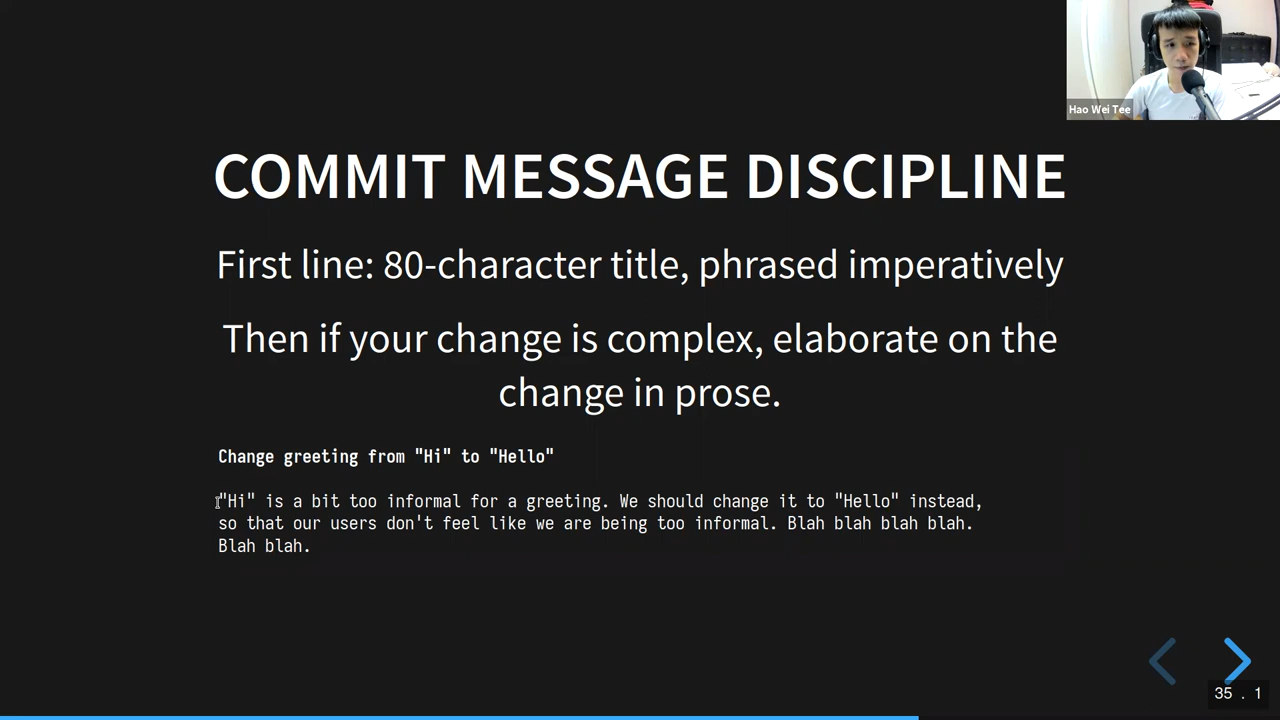 Hao Wei Tee
COMMIT MESSAGE DISCIPLINE
First line: 80-character title, phrased imperatively
Then if your change is complex, elaborate on the
change in prose.
Change greeting from "Hi" to "Hello"
"Hi" is a bit too informal for a greeting. We should change it to "Hello" instead,
so that our users don't feel like we are being too informal. Blah blah blah blah.
Blah blah.
35 . 1